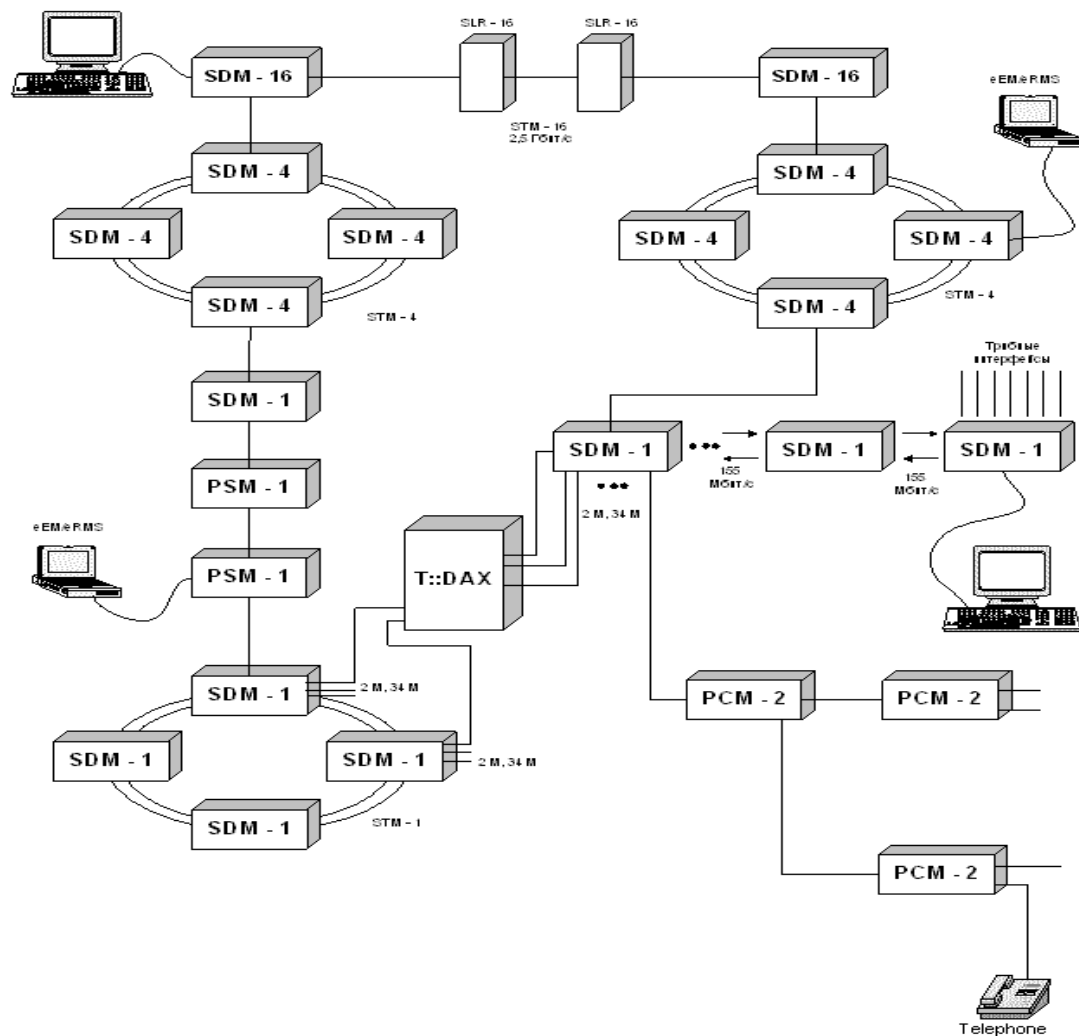 SLR - 16
SLR - 16
SDM - 16
SDM - 16
eEM/eRMS
STM - 16
2,5 Гбит/с
SDM - 4
SDM - 4
SDM - 4
SDM - 4
SDM - 4
SDM - 4
SDM - 4
STM - 4
SDM - 4
STM - 4
Трибные
интерфейсы
SDM - 1
SDM - 1
SDM - 1
SDM - 1
155
Мбит/с
155
Мбит/с
PSM - 1
2 М, 34 М
eEM/eRMS
PSM - 1
T::DAX
SDM - 1
2 М, 34 М
PCM - 2
PCM - 2
SDM - 1
SDM - 1
2 М, 34 М
SDM - 1
STM - 1
PCM - 2
Telephone